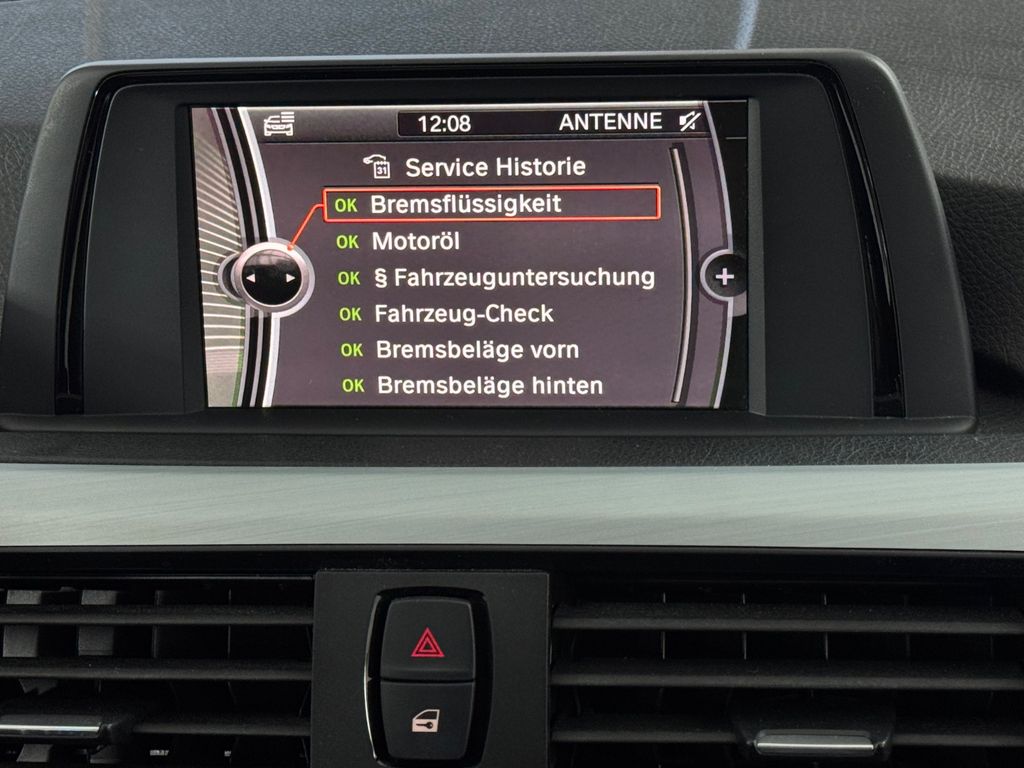 12:08 ANTENNE
31 Service Historie
OK Bremsflüssigkeit
OK Motoröl
OK § Fahrzeuguntersuchung
OK Fahrzeug-Check
OK Bremsbeläge vorn
OK Bremsbeläge hinten